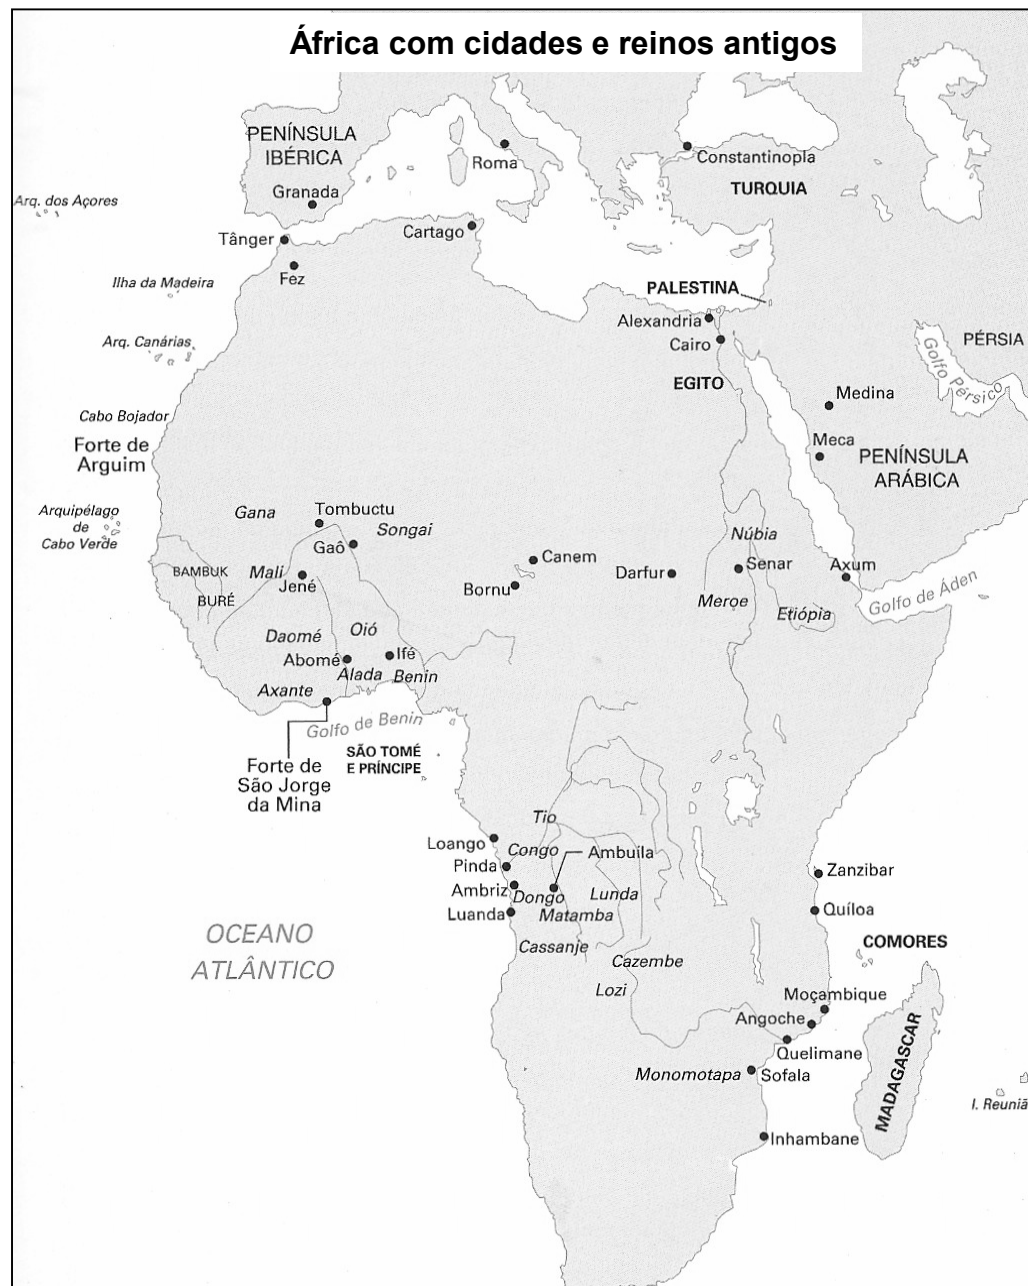 África com cidades e reinos antigos
PENÍNSULA
IBÉRICA
Roma
Constantinopla
TURQUIA
Granada
Arq. dos Açores
Tânger
Cartago
Fez
Ilha da Madeira
PALESTINA
Alexandria
Cairo
Arq. Canárias
PÉRSIA
Golfo Pérsico
EGITO
Medina
Cabo Bojador
Forte de
Arguim
Meca
PENÍNSULA
ARÁBICA
Arquipélago
de
Cabo Verde
Gana
Tombuctu
Songai
Gaô
Núbia
BAMBUK
Mali
Jené
Canem
Bornu
Darfur
Senar
Axum
BURÉ
Meroe
Etiópia
Golfo de Áden
Daomé
Oió
Abomé
Ifé
Alada
Benin
Axante
Golfo de Benin
SÃO TOMÉ
E PRÍNCIPE
Forte de
São Jorge
da Mina
Tio
Loango
Congo
Ambuíla
Pinda
Zanzibar
Ambriz
Dongo
Lunda
Luanda
Matamba
Quíloa
OCEANO
ATLÂNTICO
Cassanje
COMORES
Cazembe
Lozi
Moçambique
Angoche
Quelimane
Monomotapa
Sofala
MADAGASCAR
I. Reuniã
Inhambane